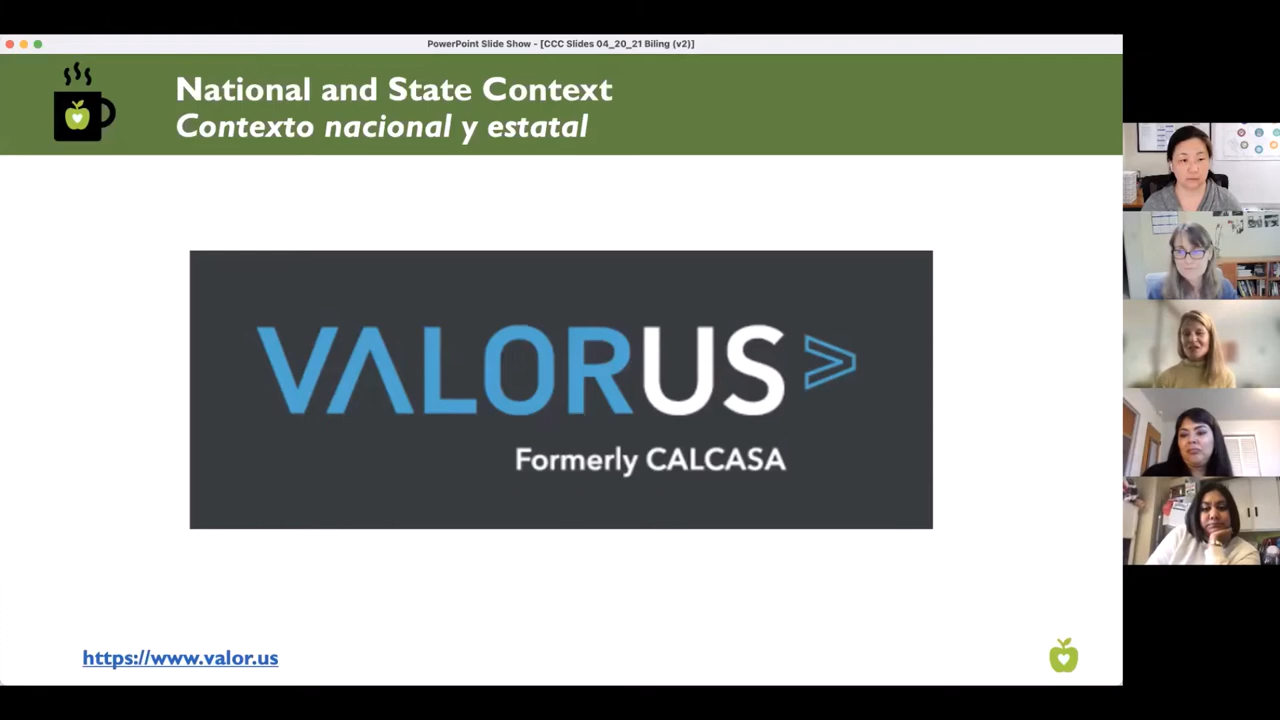 PowerPoint Slide Show - [CCC Slides 04_20_21 Biling (v2)]
National and State Context
Contexto nacional y estatal
VALORUS>
Formerly CALCASA
https://www.valor.us